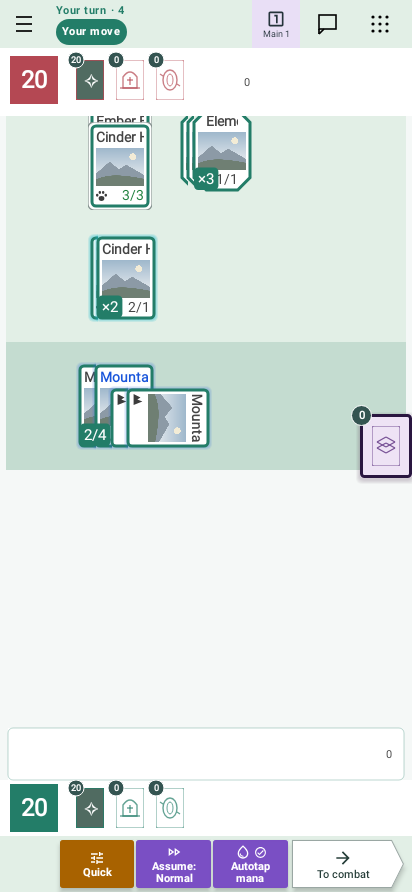 Your turn · 4
Your move
1
Main 1
20
20
0
0
0
Ember
Cinder H
3/3
Eleme
×3
1/1
Cinder H
×2
2/1
M
Mounta
2/4
Mounta
0
0
20
20
0
0
Quick
Assume:
Normal
Autotap
mana
To combat